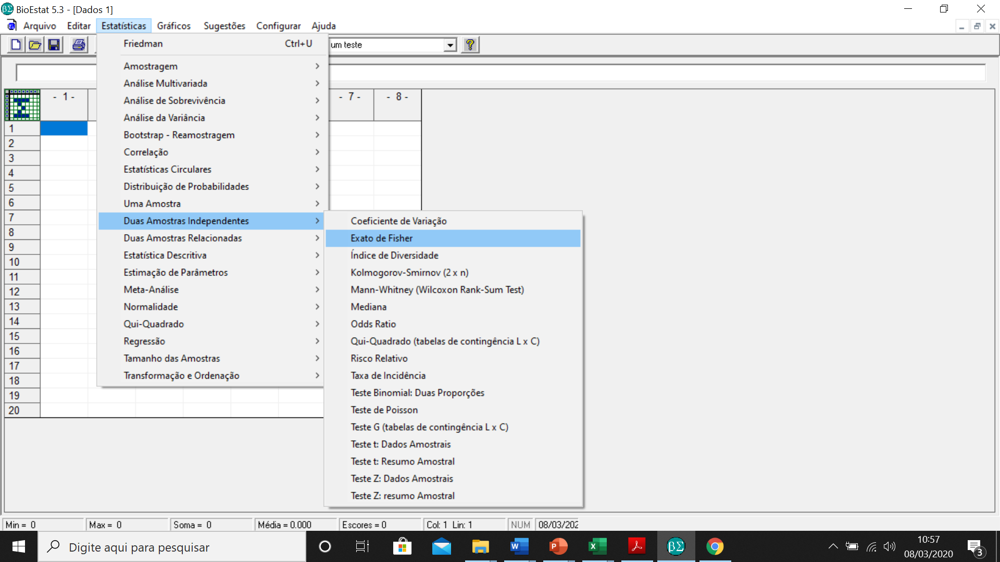 BioEstat 5.3 - [Dados 1]
Arquivo Editar Estatísticas Gráficos Sugestões Configurar Ajuda
um teste
Friedman Ctrl+U
Amostragem
Análise Multivariada
Análise de Sobrevivência
Análise da Variância
Bootstrap - Reamostragem
Correlação
Estatísticas Circulares
Distribuição de Probabilidades
Uma Amostra
Duas Amostras Independentes
Duas Amostras Relacionadas
Estatística Descritiva
Estimação de Parâmetros
Meta-Análise
Normalidade
Qui-Quadrado
Regressão
Tamanho das Amostras
Transformação e Ordenação
Coeficiente de Variação
Exato de Fisher
Índice de Diversidade
Kolmogorov-Smirnov (2 x n)
Mann-Whitney (Wilcoxon Rank-Sum Test)
Mediana
Odds Ratio
Qui-Quadrado (tabelas de contingência L x C)
Risco Relativo
Taxa de Incidência
Teste Binomial: Duas Proporções
Teste de Poisson
Teste G (tabelas de contingência L x C)
Teste t: Dados Amostrais
Teste t: Resumo Amostral
Teste Z: Dados Amostrais
Teste Z: resumo Amostral
- 1 - - 7 - - 8 -
1
2
3
4
5
6
7
8
9
10
11
12
13
14
15
16
17
18
19
20
Min = 0 Max = 0 Soma = 0 Média = 0.000 Escores = 0 Col: 1 Lin: 1 NUM 08/03/202
Digite aqui para pesquisar
10:57
08/03/2020
3